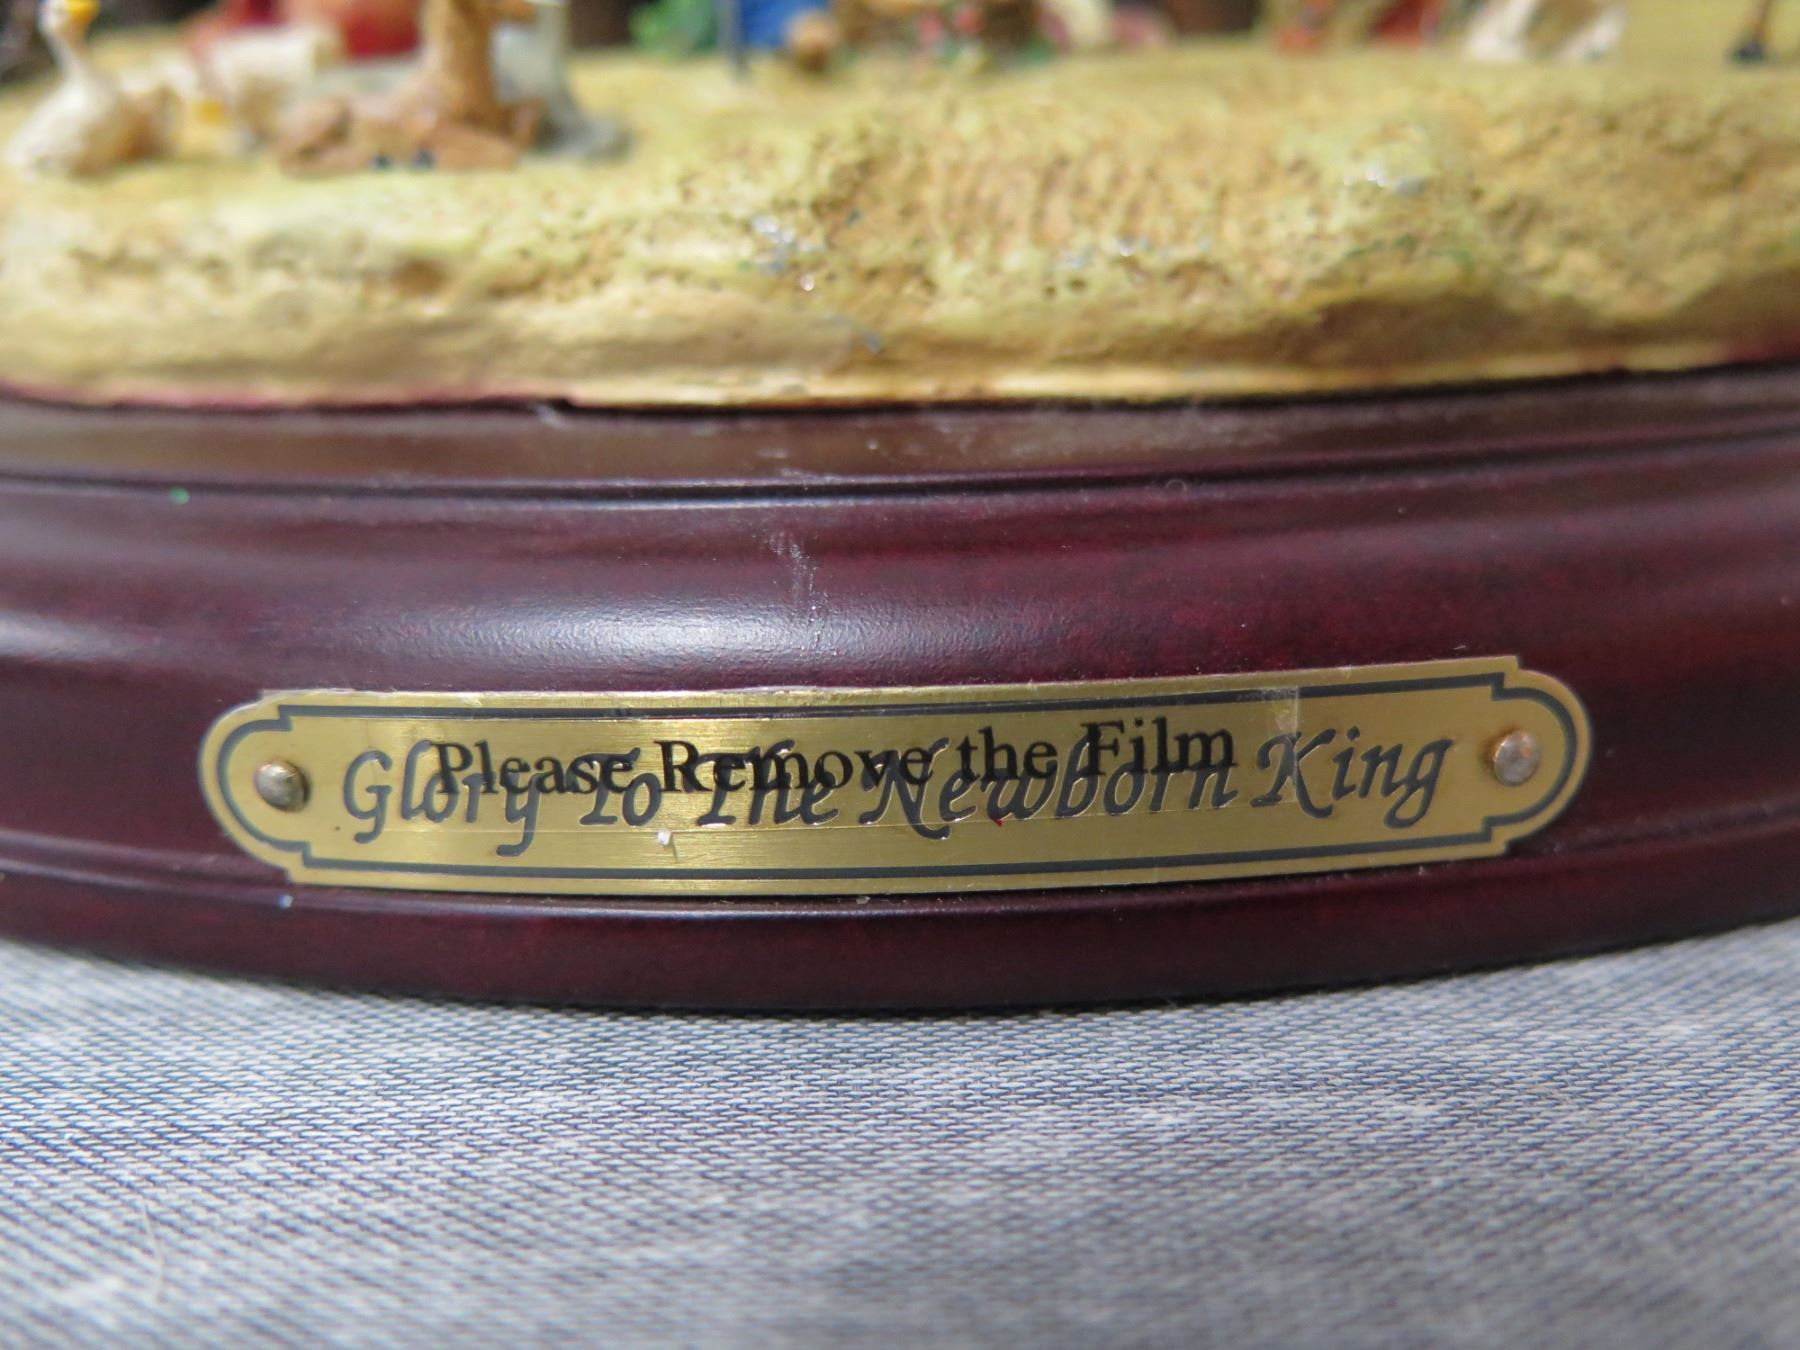 Please Remove the Film
Glory To The Newborn King